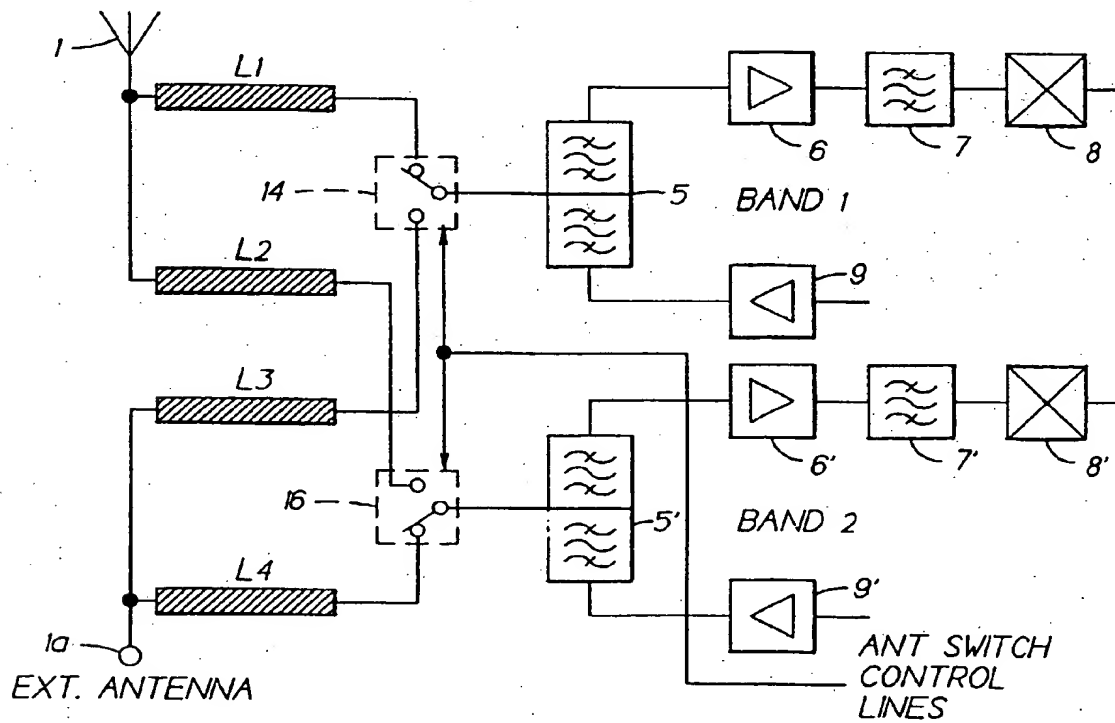 1
L1
14
L2
L3
16
L4
1a
EXT. ANTENNA
5
6
7
8
BAND 1
9
5'
6'
7'
8'
BAND 2
9'
ANT SWITCH
CONTROL
LINES